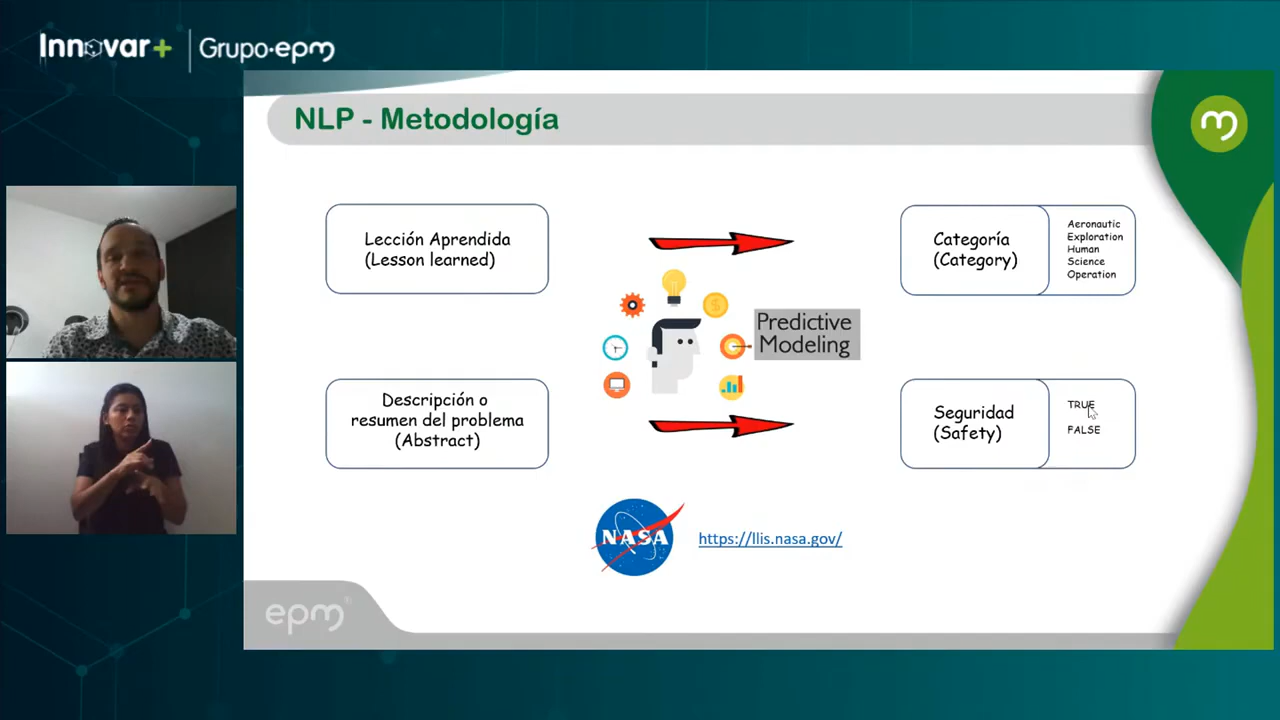 Innovar+
Grupo·epm
NLP - Metodología
Lección Aprendida
(Lesson learned)
Categoría
(Category)
Aeronautic
Exploration
Human
Science
Operation
Predictive
Modeling
Descripción o
resumen del problema
(Abstract)
Seguridad
(Safety)
TRUE
FALSE
NASA
https://llis.nasa.gov/
epm®